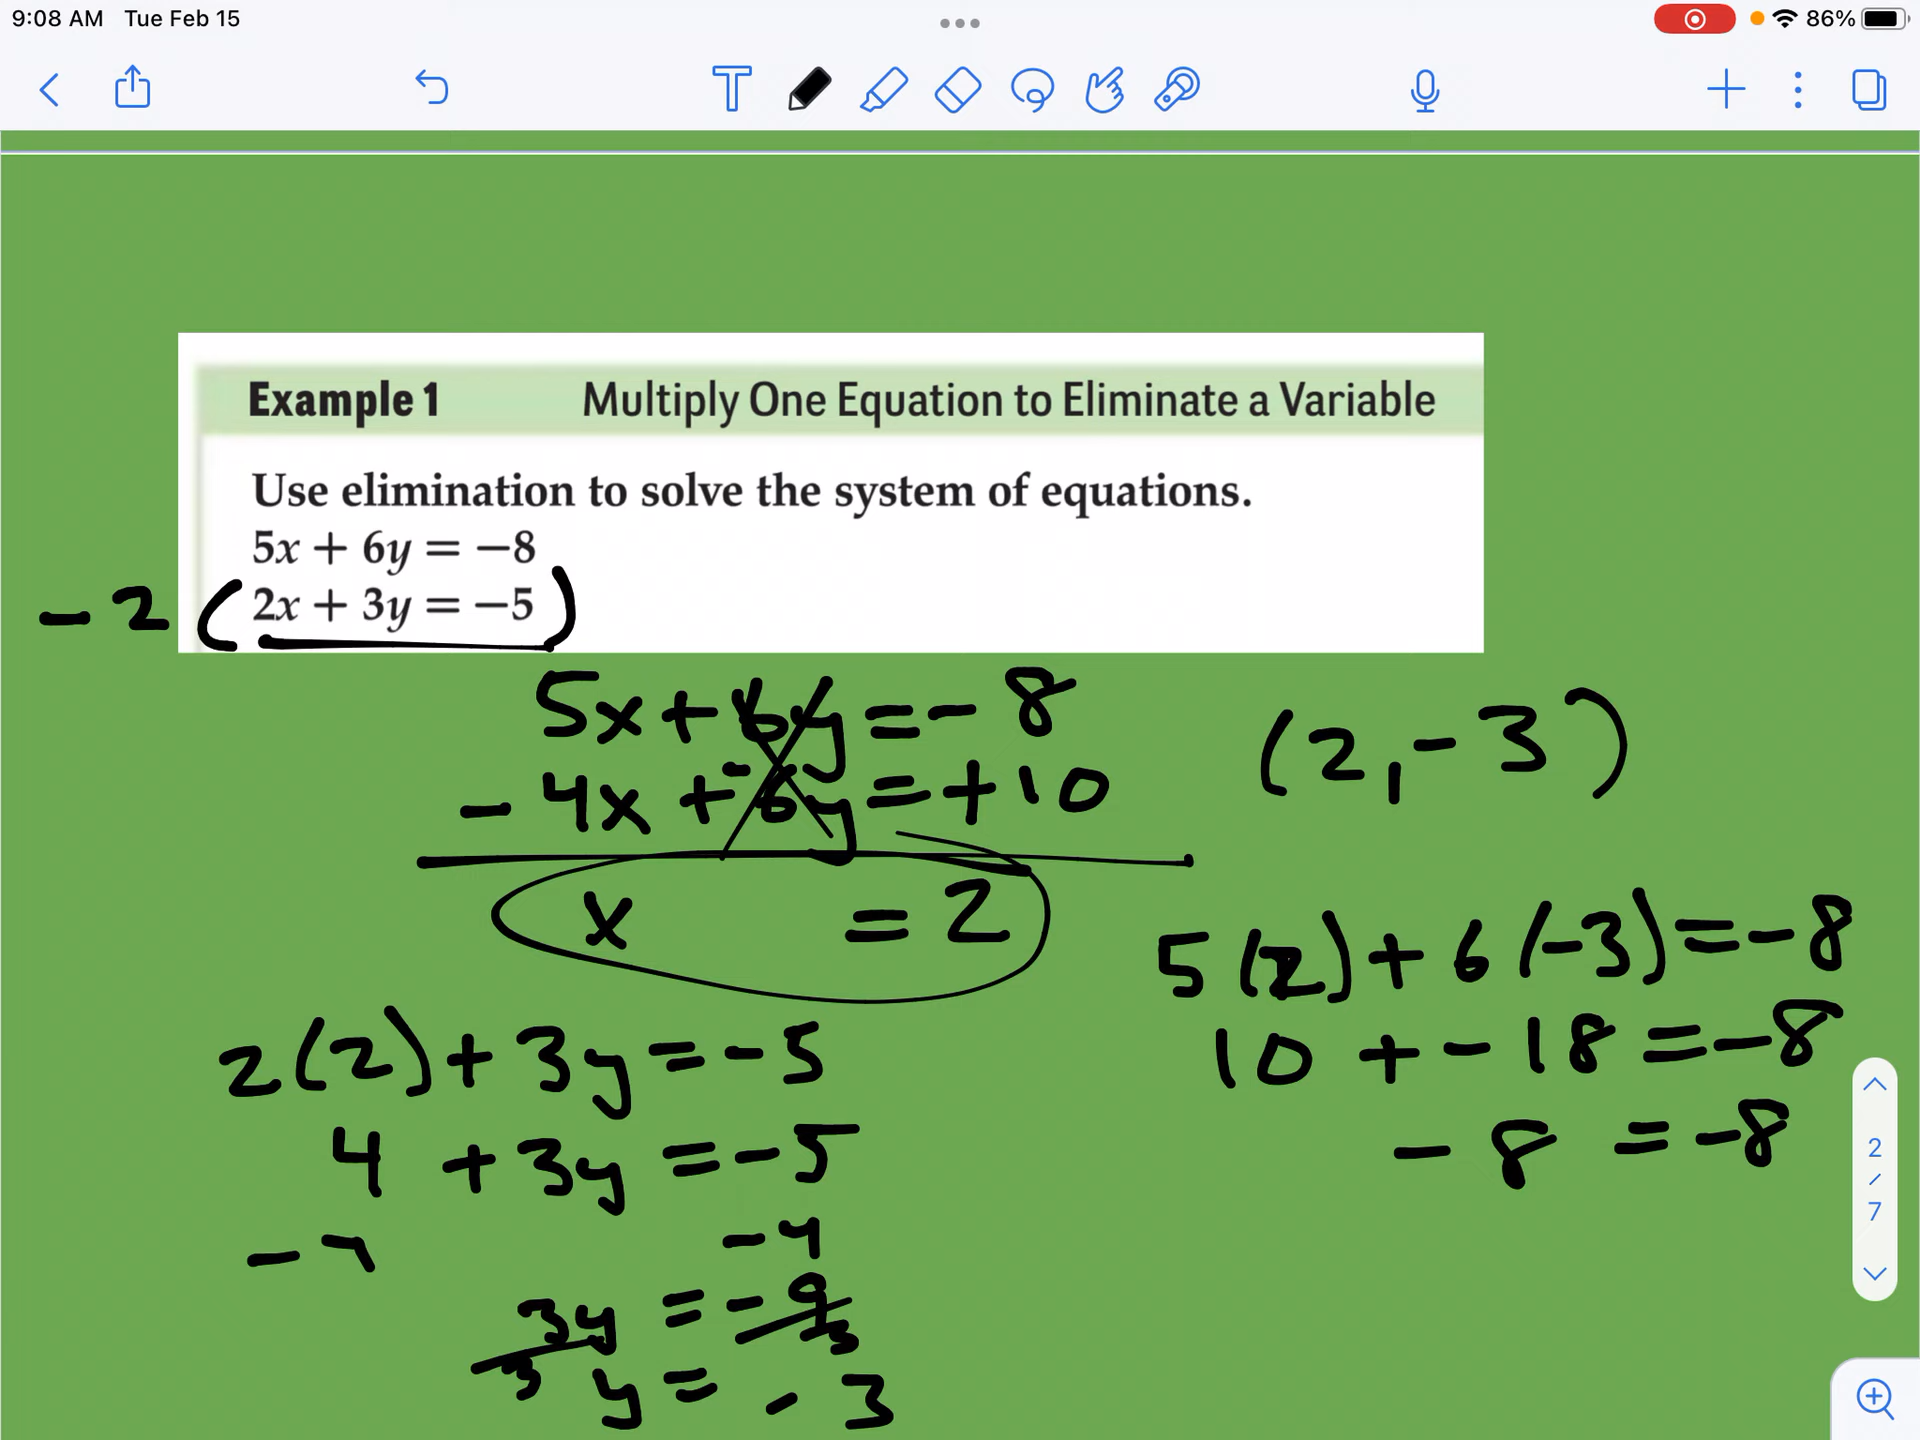 9:08 AM Tue Feb 15
86%
T
Example 1 Multiply One Equation to Eliminate a Variable
Use elimination to solve the system of equations.
5x + 6y = −8
-2 (2x + 3y = −5)
5x + 6y = -8
(2, -3)
-4x + -6y = +10
x = 2
5(2) + 6(-3) = -8
10 + -18 = -8
-8 = -8
2(2) + 3y = -5
4 + 3y = -5
-4 -4
3y = -9
3 3
y = -3
2
/
7